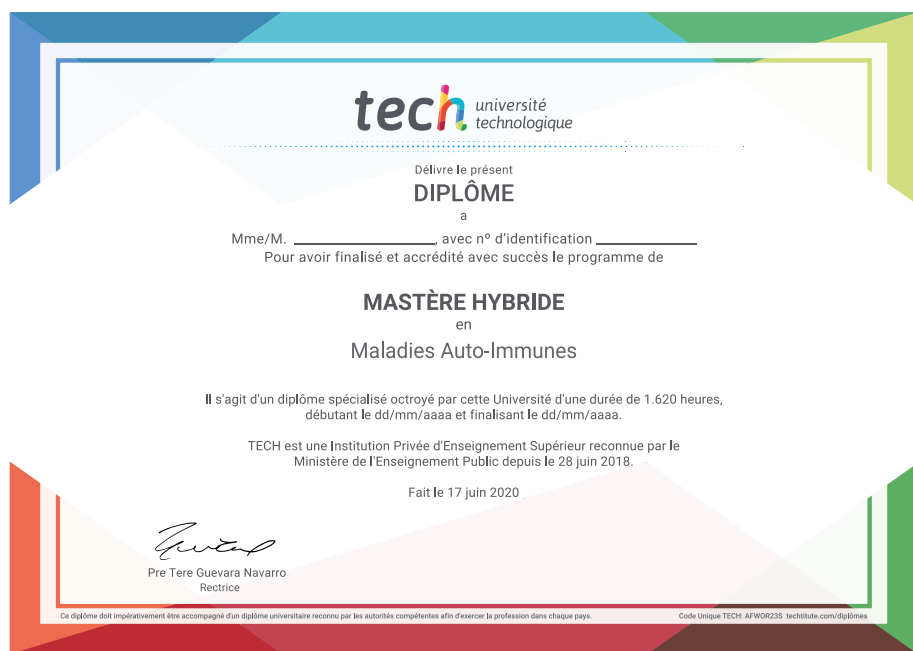 tech université
technologique
Délivre le présent
DIPLÔME
a
Mme/M. ____________________, avec nº d'identification ______________
Pour avoir finalisé et accrédité avec succès le programme de
MASTÈRE HYBRIDE
en
Maladies Auto-Immunes
Il s'agit d'un diplôme spécialisé octroyé par cette Université d'une durée de 1.620 heures,
débutant le dd/mm/aaaa et finalisant le dd/mm/aaaa.
TECH est une Institution Privée d'Enseignement Supérieur reconnue par le
Ministère de l'Enseignement Public depuis le 28 juin 2018.
Fait le 17 juin 2020
Pre Tere Guevara Navarro
Rectrice
Ce diplôme doit impérativement être accompagné d'un diplôme universitaire reconnu par les autorités compétentes afin d'exercer la profession dans chaque pays. Code Unique TECH: AFWOR23S techtitute.com/diplômes